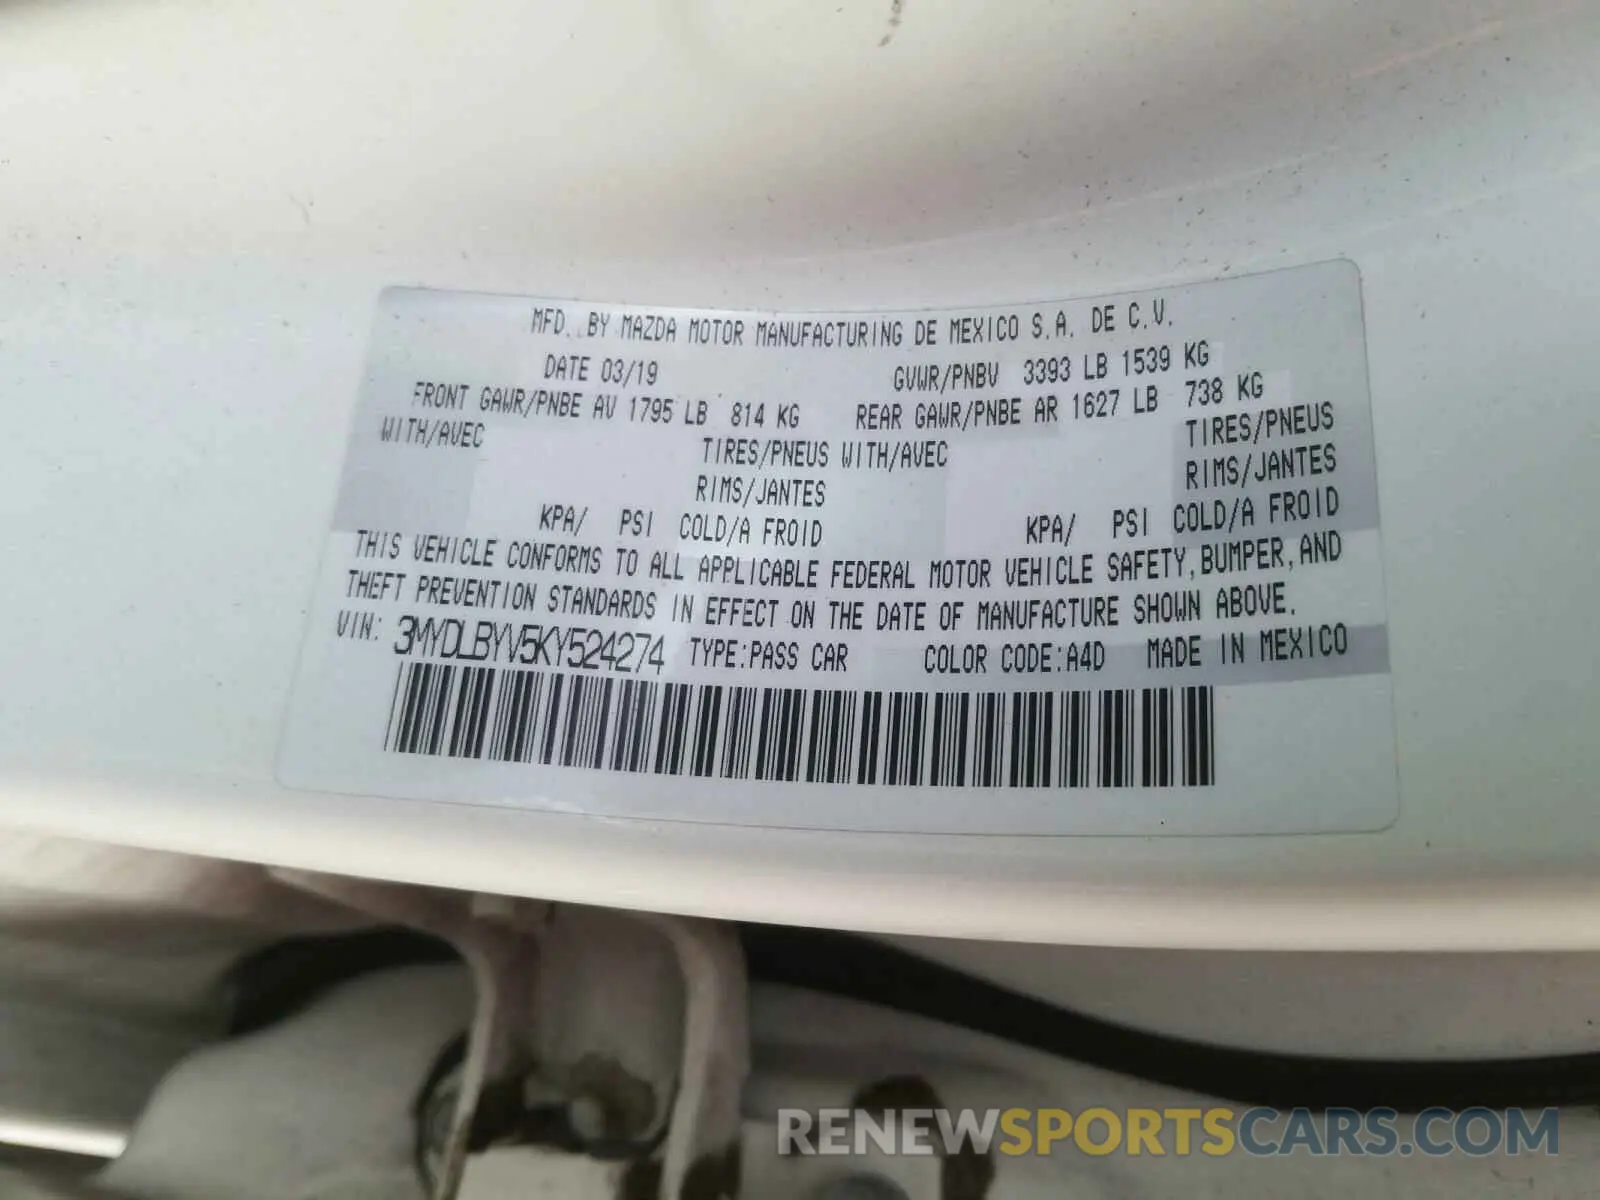 MFD. BY MAZDA MOTOR MANUFACTURING DE MEXICO S.A. DE C.V.
DATE 03/19 GVWR/PNBV 3393 LB 1539 KG
FRONT GAWR/PNBE AV 1795 LB 814 KG REAR GAWR/PNBE AR 1627 LB 738 KG
WITH/AVEC TIRES/PNEUS WITH/AVEC TIRES/PNEUS
RIMS/JANTES RIMS/JANTES
KPA/ PSI COLD/A FROID KPA/ PSI COLD/A FROID
THIS VEHICLE CONFORMS TO ALL APPLICABLE FEDERAL MOTOR VEHICLE SAFETY, BUMPER, AND
THEFT PREVENTION STANDARDS IN EFFECT ON THE DATE OF MANUFACTURE SHOWN ABOVE.
VIN: 3MYDLBYV5KY524274 TYPE:PASS CAR COLOR CODE:A4D MADE IN MEXICO
RENEWSPORTSCARS.COM